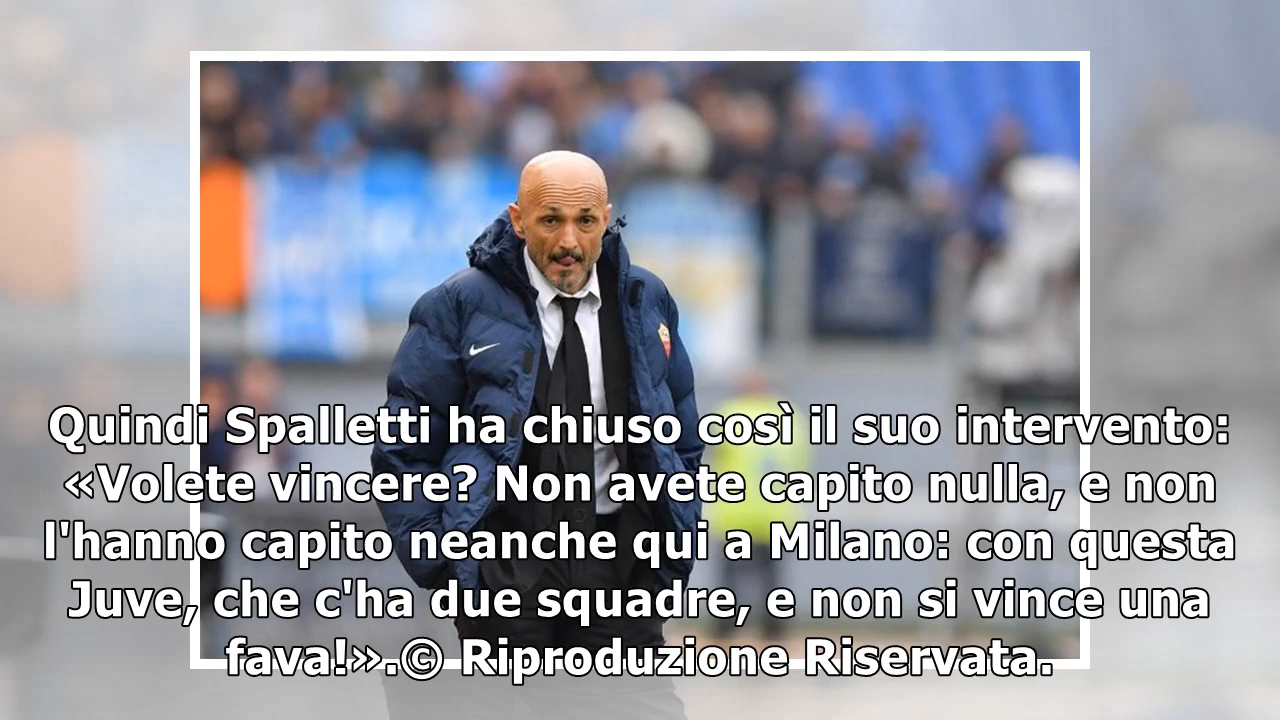 Quindi Spalletti ha chiuso così il suo intervento:
«Volete vincere? Non avete capito nulla, e non
l'hanno capito neanche qui a Milano: con questa
Juve, che c'ha due squadre, e non si vince una
fava!».© Riproduzione Riservata.